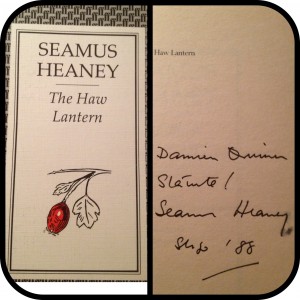 SEAMUS
HEANEY
The Haw
Lantern
Haw Lantern
Damien Quinn
Sláinte /
Seamus Heaney
Sligo '88